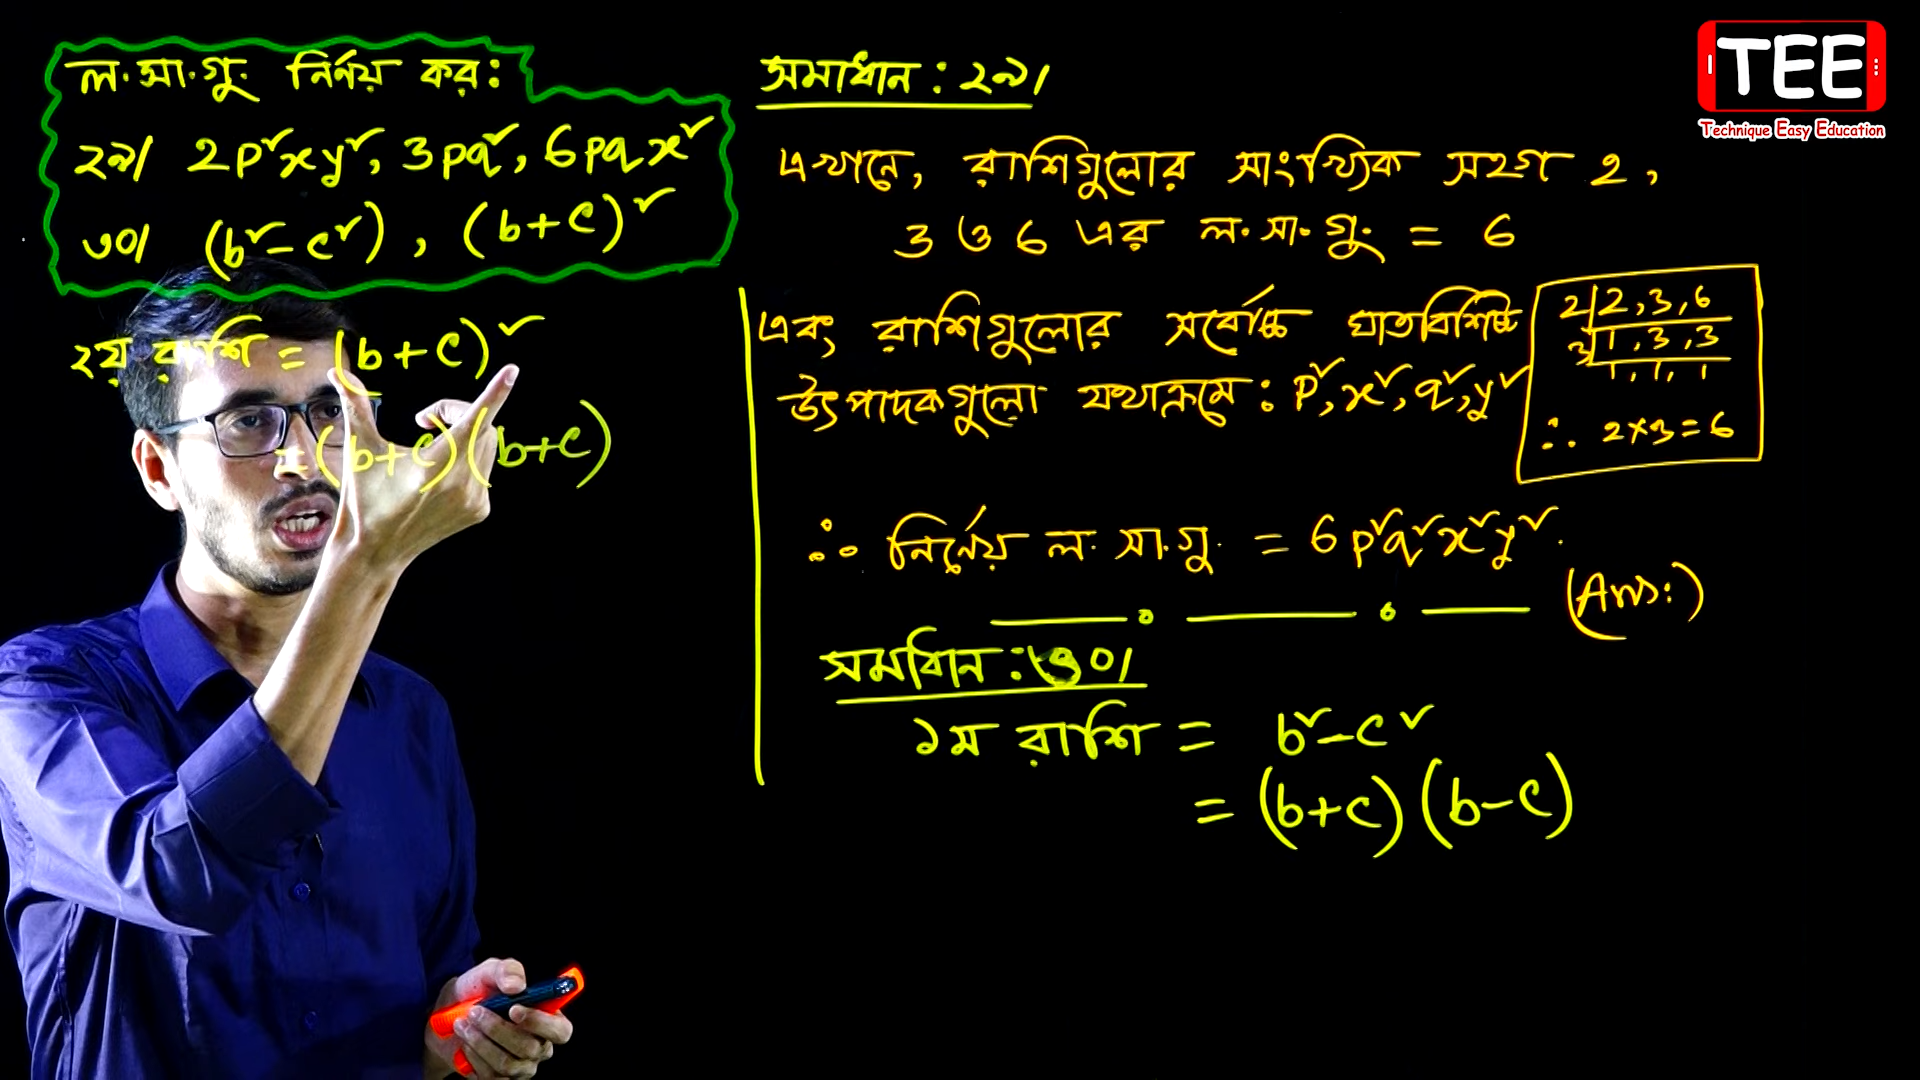 ল.সা.গু. নির্ণয় কর:
২৯। 2p²xy², 3pq², 6pqx²
৩০। (b²-c²), (b+c)²
২য় রাশি = (b+c)²
= (b+c)(b+c)
সমাধান: ২৯।
এখানে, রাশিগুলোর সাংখ্যিক সহগ 2,
3 ও 6 এর ল.সা.গু. = 6
এবং রাশিগুলোর সর্বোচ্চ ঘাতবিশিষ্ট
উৎপাদকগুলো যথাক্রমে: p², x², q², y²
2|2,3,6
3|1,3,3
1,1,1
∴ 2×3=6
∴ নির্ণেয় ল.সা.গু. = 6p²q²x²y².
(Ans:)
সমাধান: ৩০।
১ম রাশি = b²-c²
= (b+c)(b-c)
TEE
Technique Easy Education